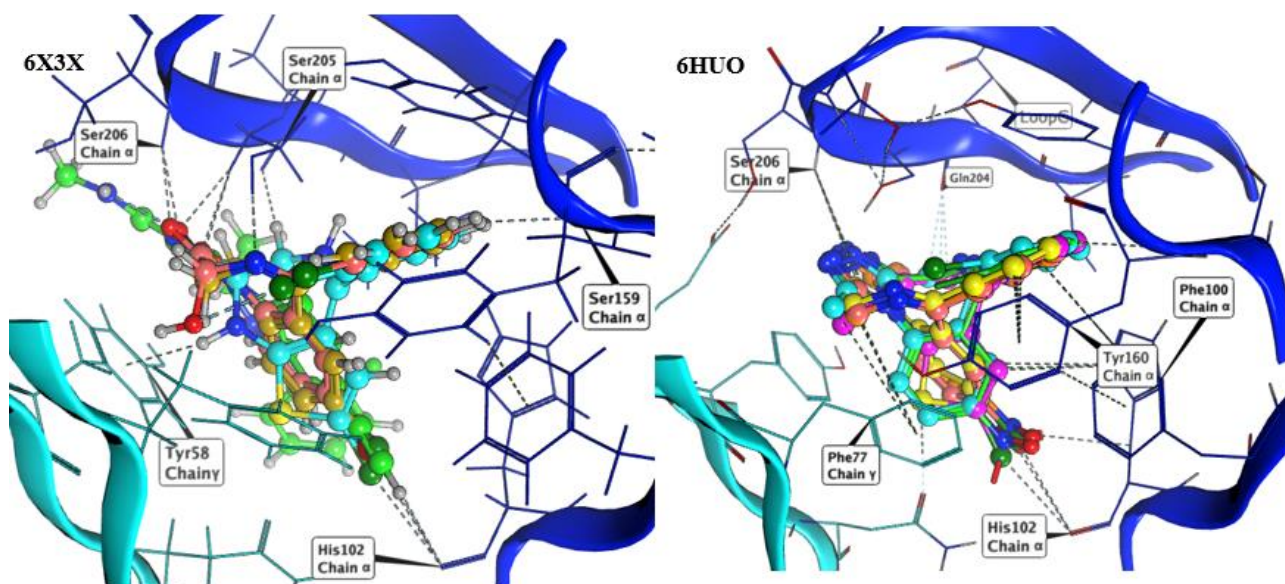 6X3X
Ser205
Chain α
Ser206
Chain α
Ser159
Chain α
Tyr58
Chainγ
His102
Chain α
6HUO
LoopC
Ser206
Chain α
Gln204
Phe100
Chain α
Tyr160
Chain α
Phe77
Chain γ
His102
Chain α